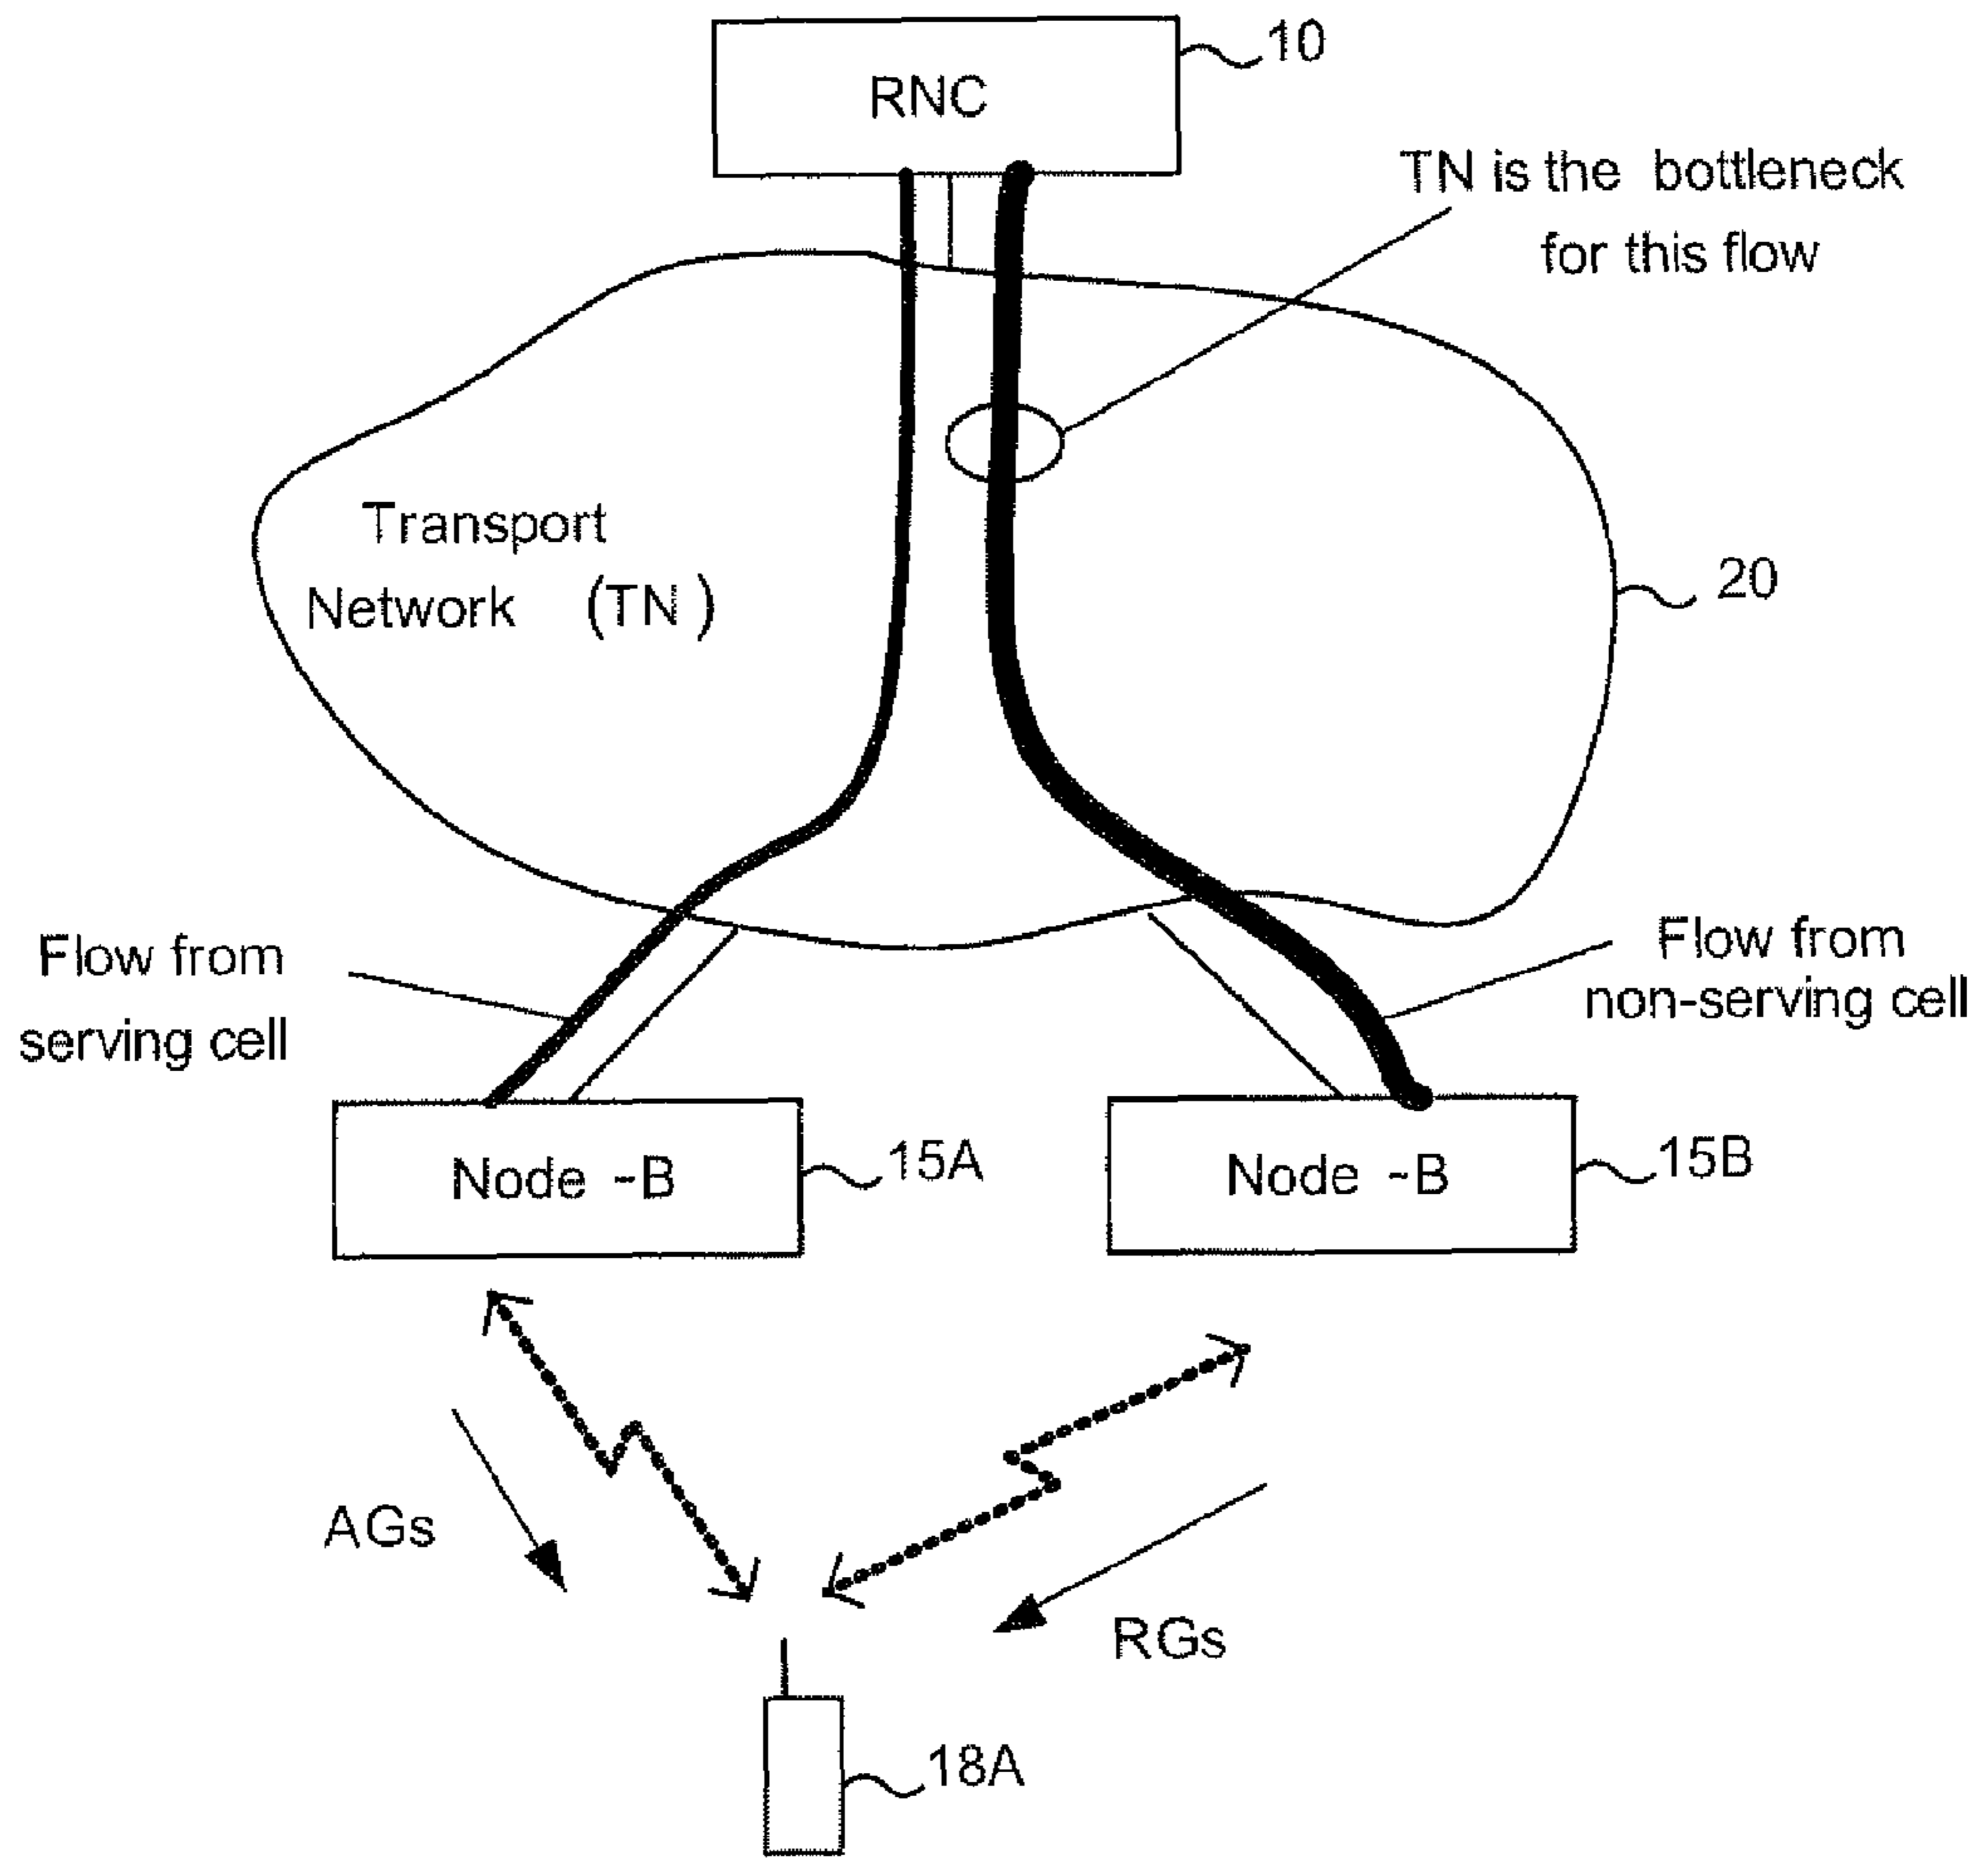 10
RNC
TN is the bottleneck
for this flow
Transport
Network (TN)
20
Flow from
serving cell
Flow from
non-serving cell
Node -B
15A
Node -B
15B
AGs
RGs
18A